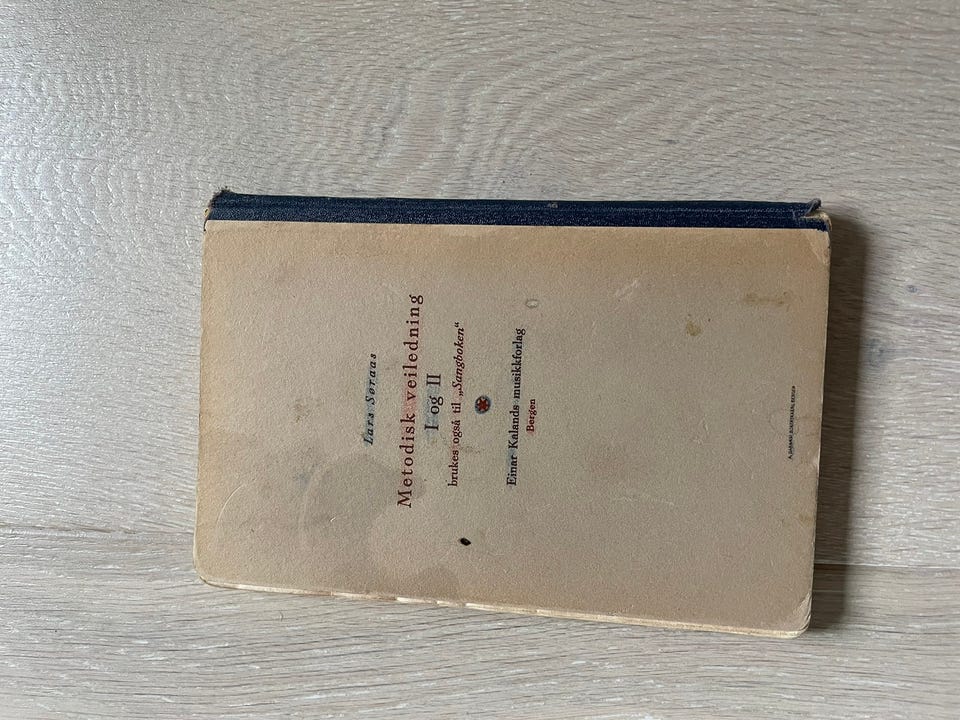 Lars Søraas
Metodisk veiledning
I og II
brukes også til „Sangboken“
Einar Kalands musikkforlag
Bergen